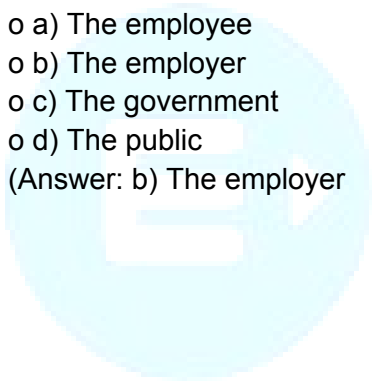 o a) The employee
o b) The employer
o c) The government
o d) The public
(Answer: b) The employer